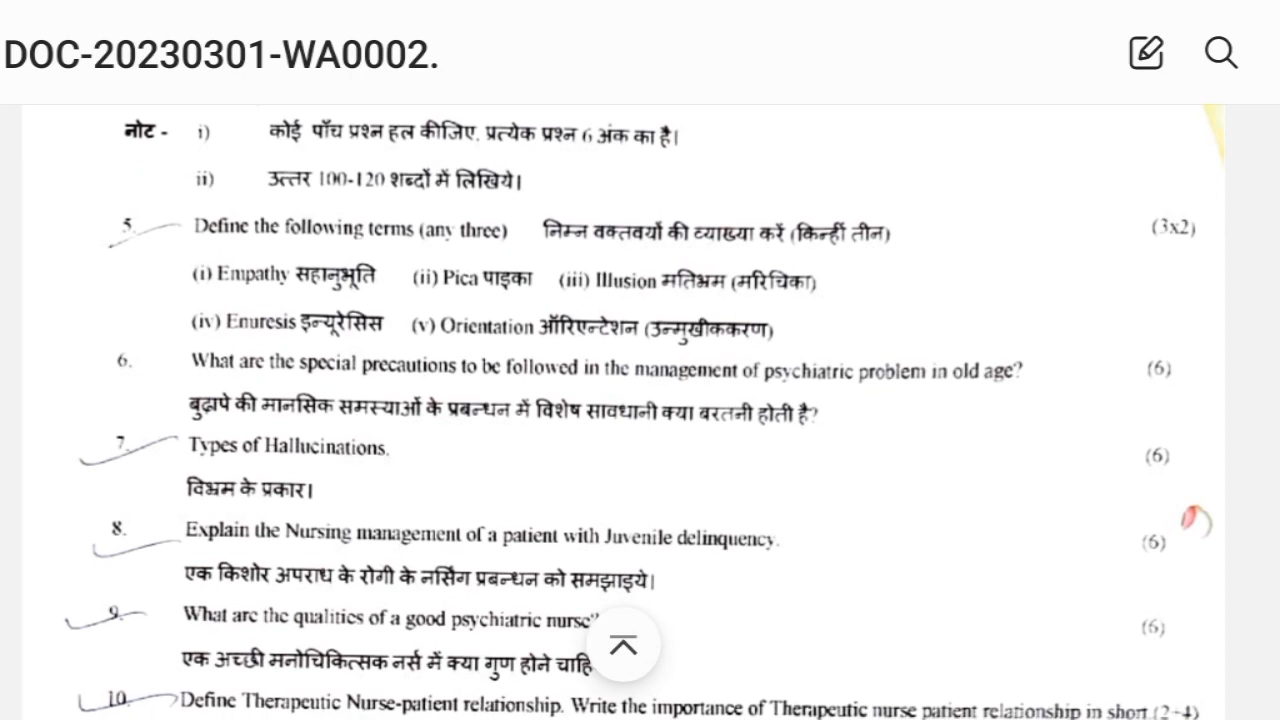 DOC-20230301-WA0002.
नोट - i) कोई पाँच प्रश्न हल कीजिए. प्रत्येक प्रश्न 6 अंक का है।
ii) उत्तर 100-120 शब्दों में लिखिये।
5. Define the following terms (any three) निम्न वक्तवयों की व्याख्या करें (किन्हीं तीन) (3x2)
(i) Empathy सहानुभूति (ii) Pica पाइका (iii) Illusion मतिभ्रम (मरिचिका)
(iv) Enuresis इन्यूरेसिस (v) Orientation ऑरिएन्टेशन (उन्मुखीककरण)
6. What are the special precautions to be followed in the management of psychiatric problem in old age? (6)
बुढ़ापे की मानसिक समस्याओं के प्रबन्धन में विशेष सावधानी क्या बरतनी होती है?
7. Types of Hallucinations. (6)
विभ्रम के प्रकार।
8. Explain the Nursing management of a patient with Juvenile delinquency. (6)
एक किशोर अपराध के रोगी के नर्सिंग प्रबन्धन को समझाइये।
9. What are the qualities of a good psychiatric nurse? (6)
एक अच्छी मनोचिकित्सक नर्स में क्या गुण होने
10. Define Therapeutic Nurse-patient relationship. Write the importance of Therapeutic nurse patient relationship in short.(2+4)